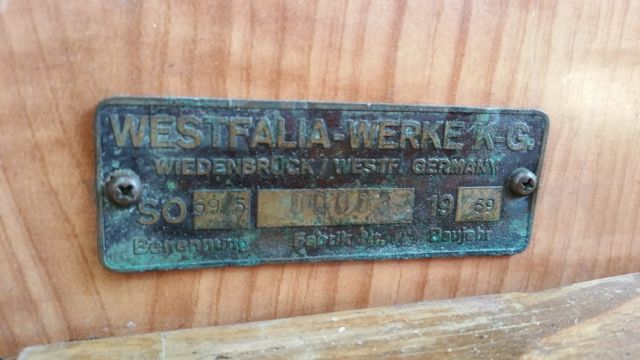 WESTFALIA-WERKE K-G.
WIEDENBRÜCK / WESTF. GERMANY
SO 69/5 19 69
Benennung Fabrik Nr. Baujahr